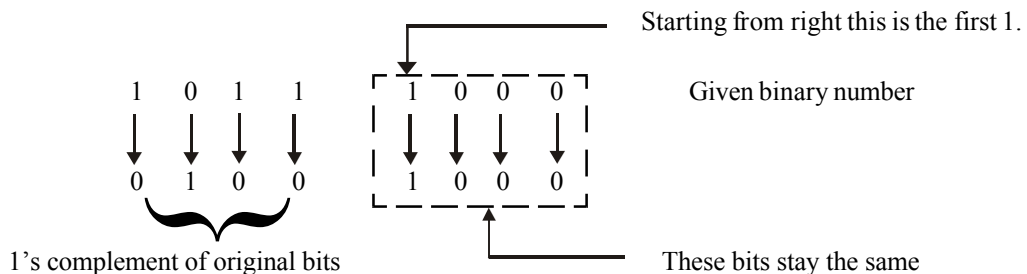 Starting from right this is the first 1.
1 0 1 1 1 0 0 0 Given binary number
0 1 0 0 1 0 0 0
1's complement of original bits These bits stay the same